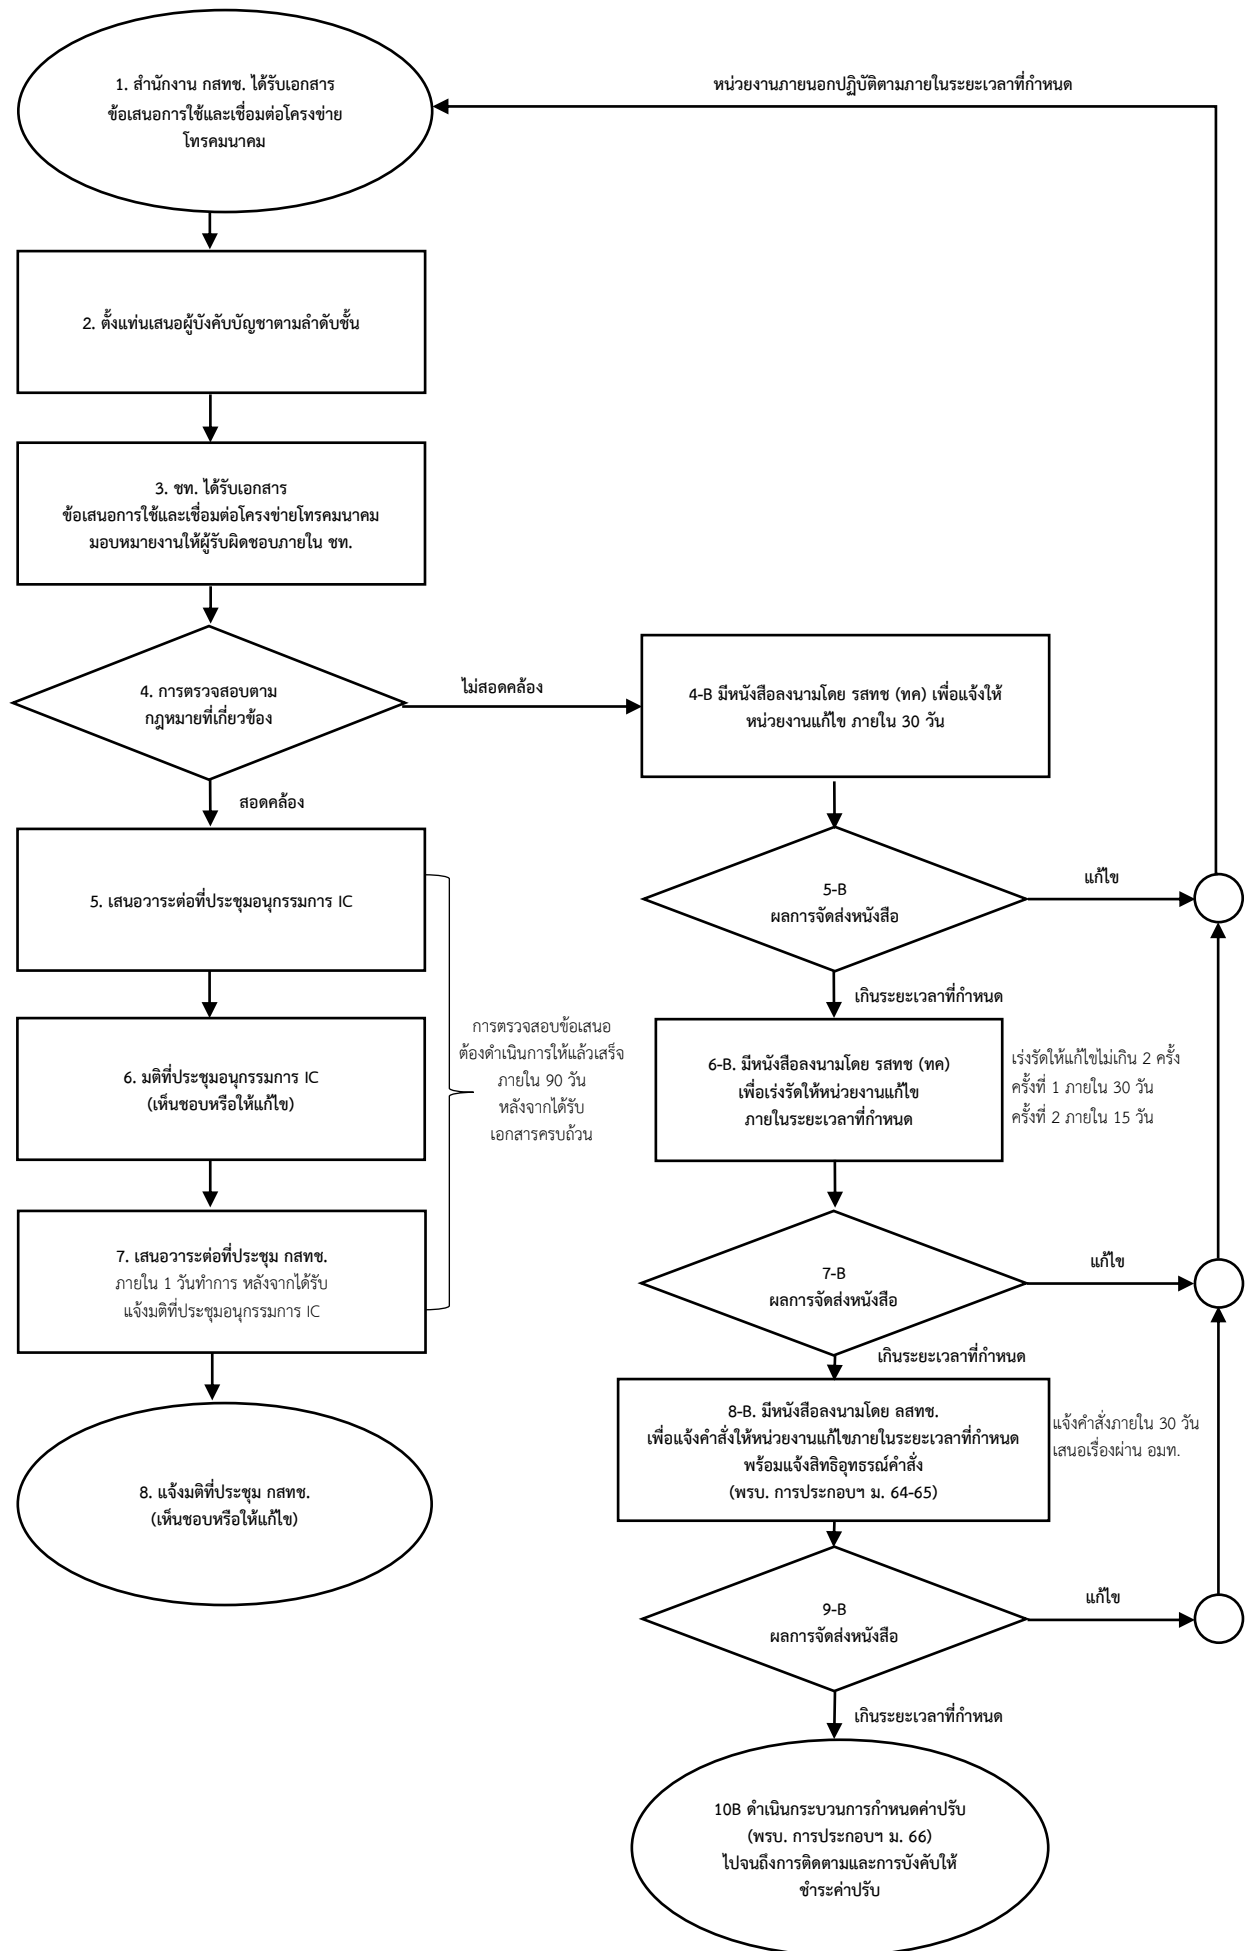 1. สำนักงาน กสทช. ได้รับเอกสาร
ข้อเสนอการใช้และเชื่อมต่อโครงข่าย
โทรคมนาคม
หน่วยงานภายนอกปฏิบัติตามภายในระยะเวลาที่กำหนด
2. ตั้งแท่นเสนอผู้บังคับบัญชาตามลำดับชั้น
3. ชท. ได้รับเอกสาร
ข้อเสนอการใช้และเชื่อมต่อโครงข่ายโทรคมนาคม
มอบหมายงานให้ผู้รับผิดชอบภายใน ชท.
4. การตรวจสอบตาม
กฎหมายที่เกี่ยวข้อง
ไม่สอดคล้อง
สอดคล้อง
4-B มีหนังสือลงนามโดย รสทช (ทค) เพื่อแจ้งให้
หน่วยงานแก้ไข ภายใน 30 วัน
5. เสนอวาระต่อที่ประชุมอนุกรรมการ IC
5-B
ผลการจัดส่งหนังสือ
แก้ไข
เกินระยะเวลาที่กำหนด
6. มติที่ประชุมอนุกรรมการ IC
(เห็นชอบหรือให้แก้ไข)
การตรวจสอบข้อเสนอ
ต้องดำเนินการให้แล้วเสร็จ
ภายใน 90 วัน
หลังจากได้รับ
เอกสารครบถ้วน
6-B. มีหนังสือลงนามโดย รสทช (ทค)
เพื่อเร่งรัดให้หน่วยงานแก้ไข
ภายในระยะเวลาที่กำหนด
เร่งรัดให้แก้ไขไม่เกิน 2 ครั้ง
ครั้งที่ 1 ภายใน 30 วัน
ครั้งที่ 2 ภายใน 15 วัน
7. เสนอวาระต่อที่ประชุม กสทช.
ภายใน 1 วันทำการ หลังจากได้รับ
แจ้งมติที่ประชุมอนุกรรมการ IC
7-B
ผลการจัดส่งหนังสือ
แก้ไข
เกินระยะเวลาที่กำหนด
8. แจ้งมติที่ประชุม กสทช.
(เห็นชอบหรือให้แก้ไข)
8-B. มีหนังสือลงนามโดย ลสทช.
เพื่อแจ้งคำสั่งให้หน่วยงานแก้ไขภายในระยะเวลาที่กำหนด
พร้อมแจ้งสิทธิอุทธรณ์คำสั่ง
(พรบ. การประกอบฯ ม. 64-65)
แจ้งคำสั่งภายใน 30 วัน
เสนอเรื่องผ่าน อมท.
9-B
ผลการจัดส่งหนังสือ
แก้ไข
เกินระยะเวลาที่กำหนด
10B ดำเนินกระบวนการกำหนดค่าปรับ
(พรบ. การประกอบฯ ม. 66)
ไปจนถึงการติดตามและการบังคับให้
ชำระค่าปรับ